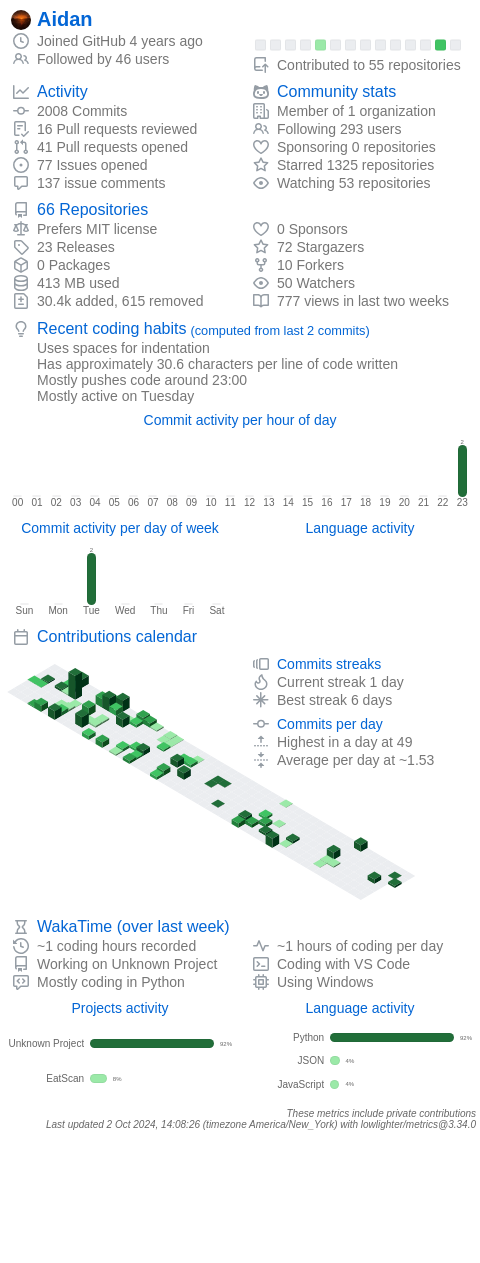 Aidan
Joined GitHub 4 years ago
Followed by 46 users
Contributed to 55 repositories
Activity
2008 Commits
16 Pull requests reviewed
41 Pull requests opened
77 Issues opened
137 issue comments
Community stats
Member of 1 organization
Following 293 users
Sponsoring 0 repositories
Starred 1325 repositories
Watching 53 repositories
66 Repositories
Prefers MIT license
23 Releases
0 Packages
413 MB used
30.4k added, 615 removed
0 Sponsors
72 Stargazers
10 Forkers
50 Watchers
777 views in last two weeks
Recent coding habits (computed from last 2 commits)
Uses spaces for indentation
Has approximately 30.6 characters per line of code written
Mostly pushes code around 23:00
Mostly active on Tuesday
Commit activity per hour of day
2
00 01 02 03 04 05 06 07 08 09 10 11 12 13 14 15 16 17 18 19 20 21 22 23
Commit activity per day of week
2
Sun Mon Tue Wed Thu Fri Sat
Language activity
Contributions calendar
Commits streaks
Current streak 1 day
Best streak 6 days
Commits per day
Highest in a day at 49
Average per day at ~1.53
WakaTime (over last week)
~1 coding hours recorded
Working on Unknown Project
Mostly coding in Python
~1 hours of coding per day
Coding with VS Code
Using Windows
Projects activity
Unknown Project 92%
EatScan 8%
Language activity
Python 92%
JSON 4%
JavaScript 4%
These metrics include private contributions
Last updated 2 Oct 2024, 14:08:26 (timezone America/New_York) with lowlighter/metrics@3.34.0